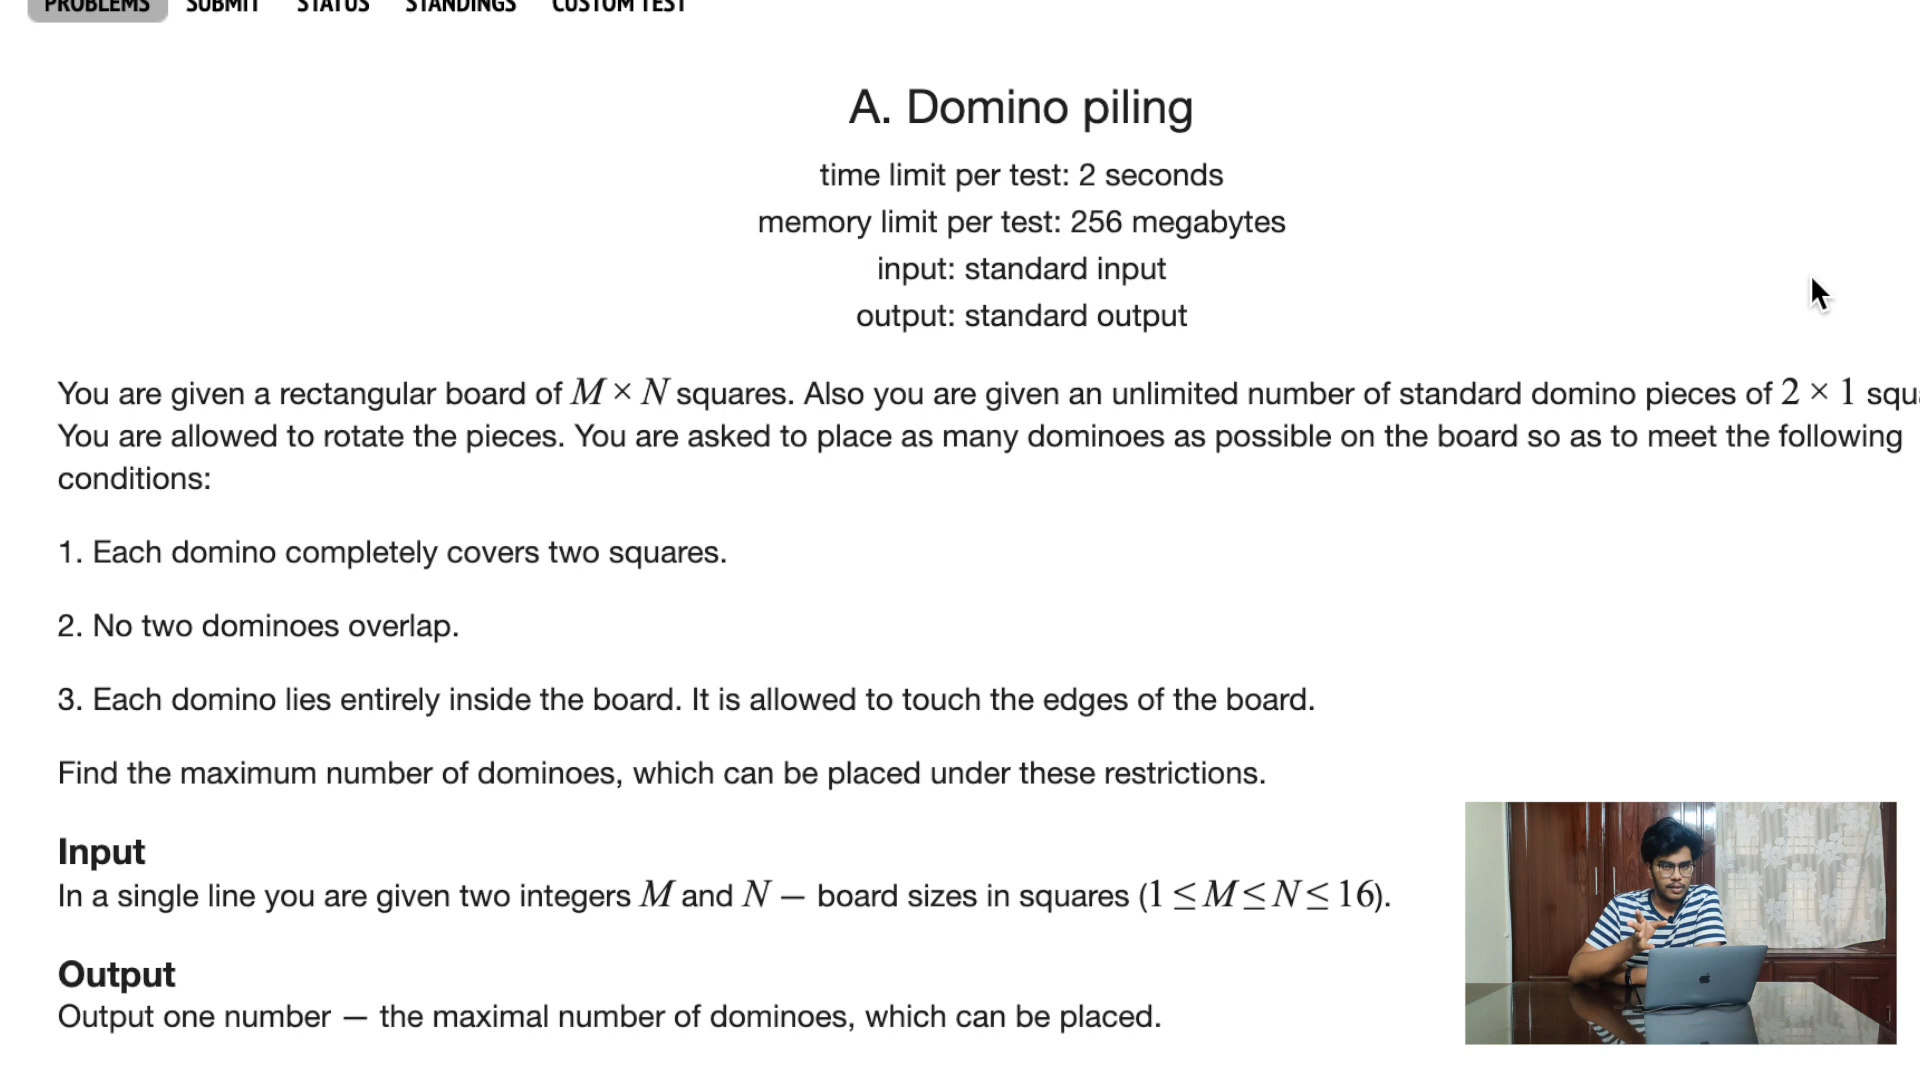 PROBLEMS SUBMIT STATUS STANDINGS CUSTOM TEST
A. Domino piling
time limit per test: 2 seconds
memory limit per test: 256 megabytes
input: standard input
output: standard output
You are given a rectangular board of M × N squares. Also you are given an unlimited number of standard domino pieces of 2 × 1
You are allowed to rotate the pieces. You are asked to place as many dominoes as possible on the board so as to meet the following
conditions:
1. Each domino completely covers two squares.
2. No two dominoes overlap.
3. Each domino lies entirely inside the board. It is allowed to touch the edges of the board.
Find the maximum number of dominoes, which can be placed under these restrictions.
Input
In a single line you are given two integers M and N — board sizes in squares (1 ≤ M ≤ N ≤ 16).
Output
Output one number — the maximal number of dominoes, which can be placed.